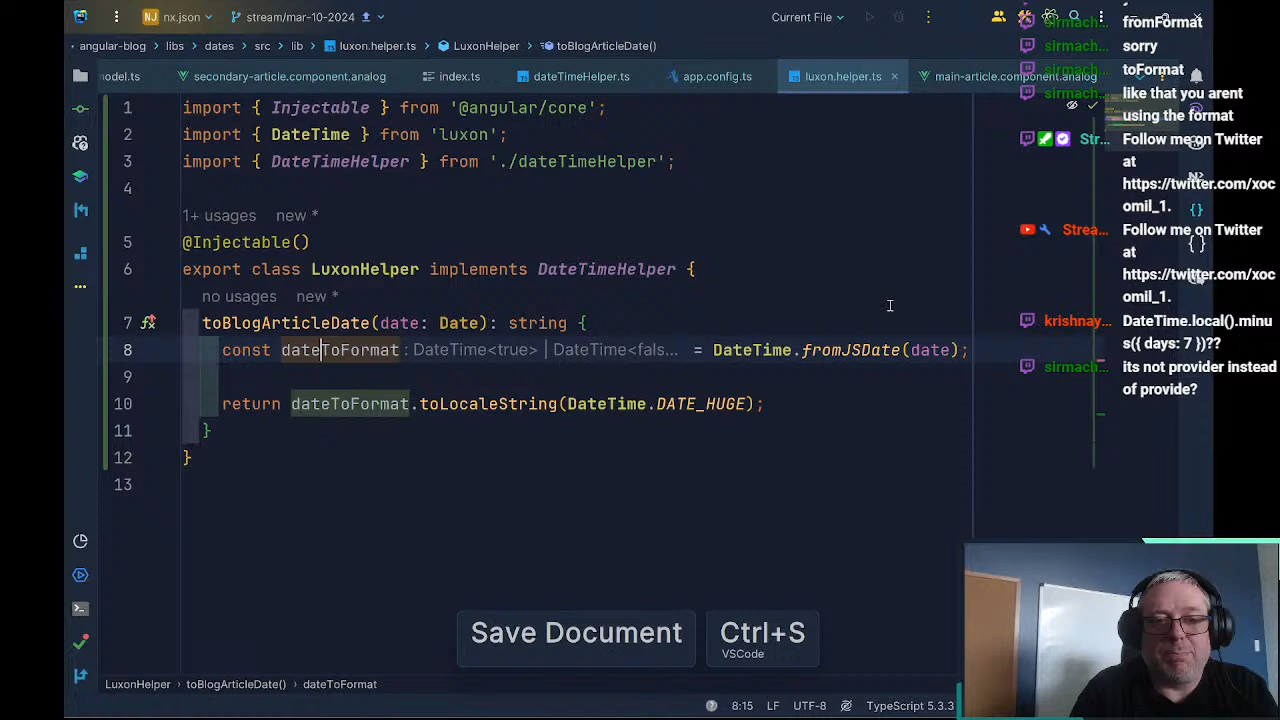 NJ nx.json
stream/mar-10-2024
Current File
angular-blog libs dates src lib luxon.helper.ts LuxonHelper toBlogArticleDate()
model.ts secondary-article.component.analog index.ts dateTimeHelper.ts app.config.ts luxon.helper.ts main-article.component.analog
1 import { Injectable } from '@angular/core';
2 import { DateTime } from 'luxon';
3 import { DateTimeHelper } from './dateTimeHelper';
4
1+ usages new *
5 @Injectable()
6 export class LuxonHelper implements DateTimeHelper {
no usages new *
7 toBlogArticleDate(date: Date): string {
8 const dateToFormat : DateTime<true> | DateTime<fals... = DateTime.fromJSDate(date);
9
10 return dateToFormat.toLocaleString(DateTime.DATE_HUGE);
11 }
12 }
13
fromFormat
sirmach... sorry
sirmach... toFormat
sirmach... like that you arent
using the format
Str... Follow me on Twitter
at
https://twitter.com/xoc
omil_1.
Strea... Follow me on Twitter
at
https://twitter.com/xoc
omil_1.
krishnay... DateTime.local().minu
s({ days: 7 })??
sirmach... its not provider instead
of provide?
Save Document Ctrl+S
VSCode
LuxonHelper toBlogArticleDate() dateToFormat
8:15 LF UTF-8 TypeScript 5.3.3